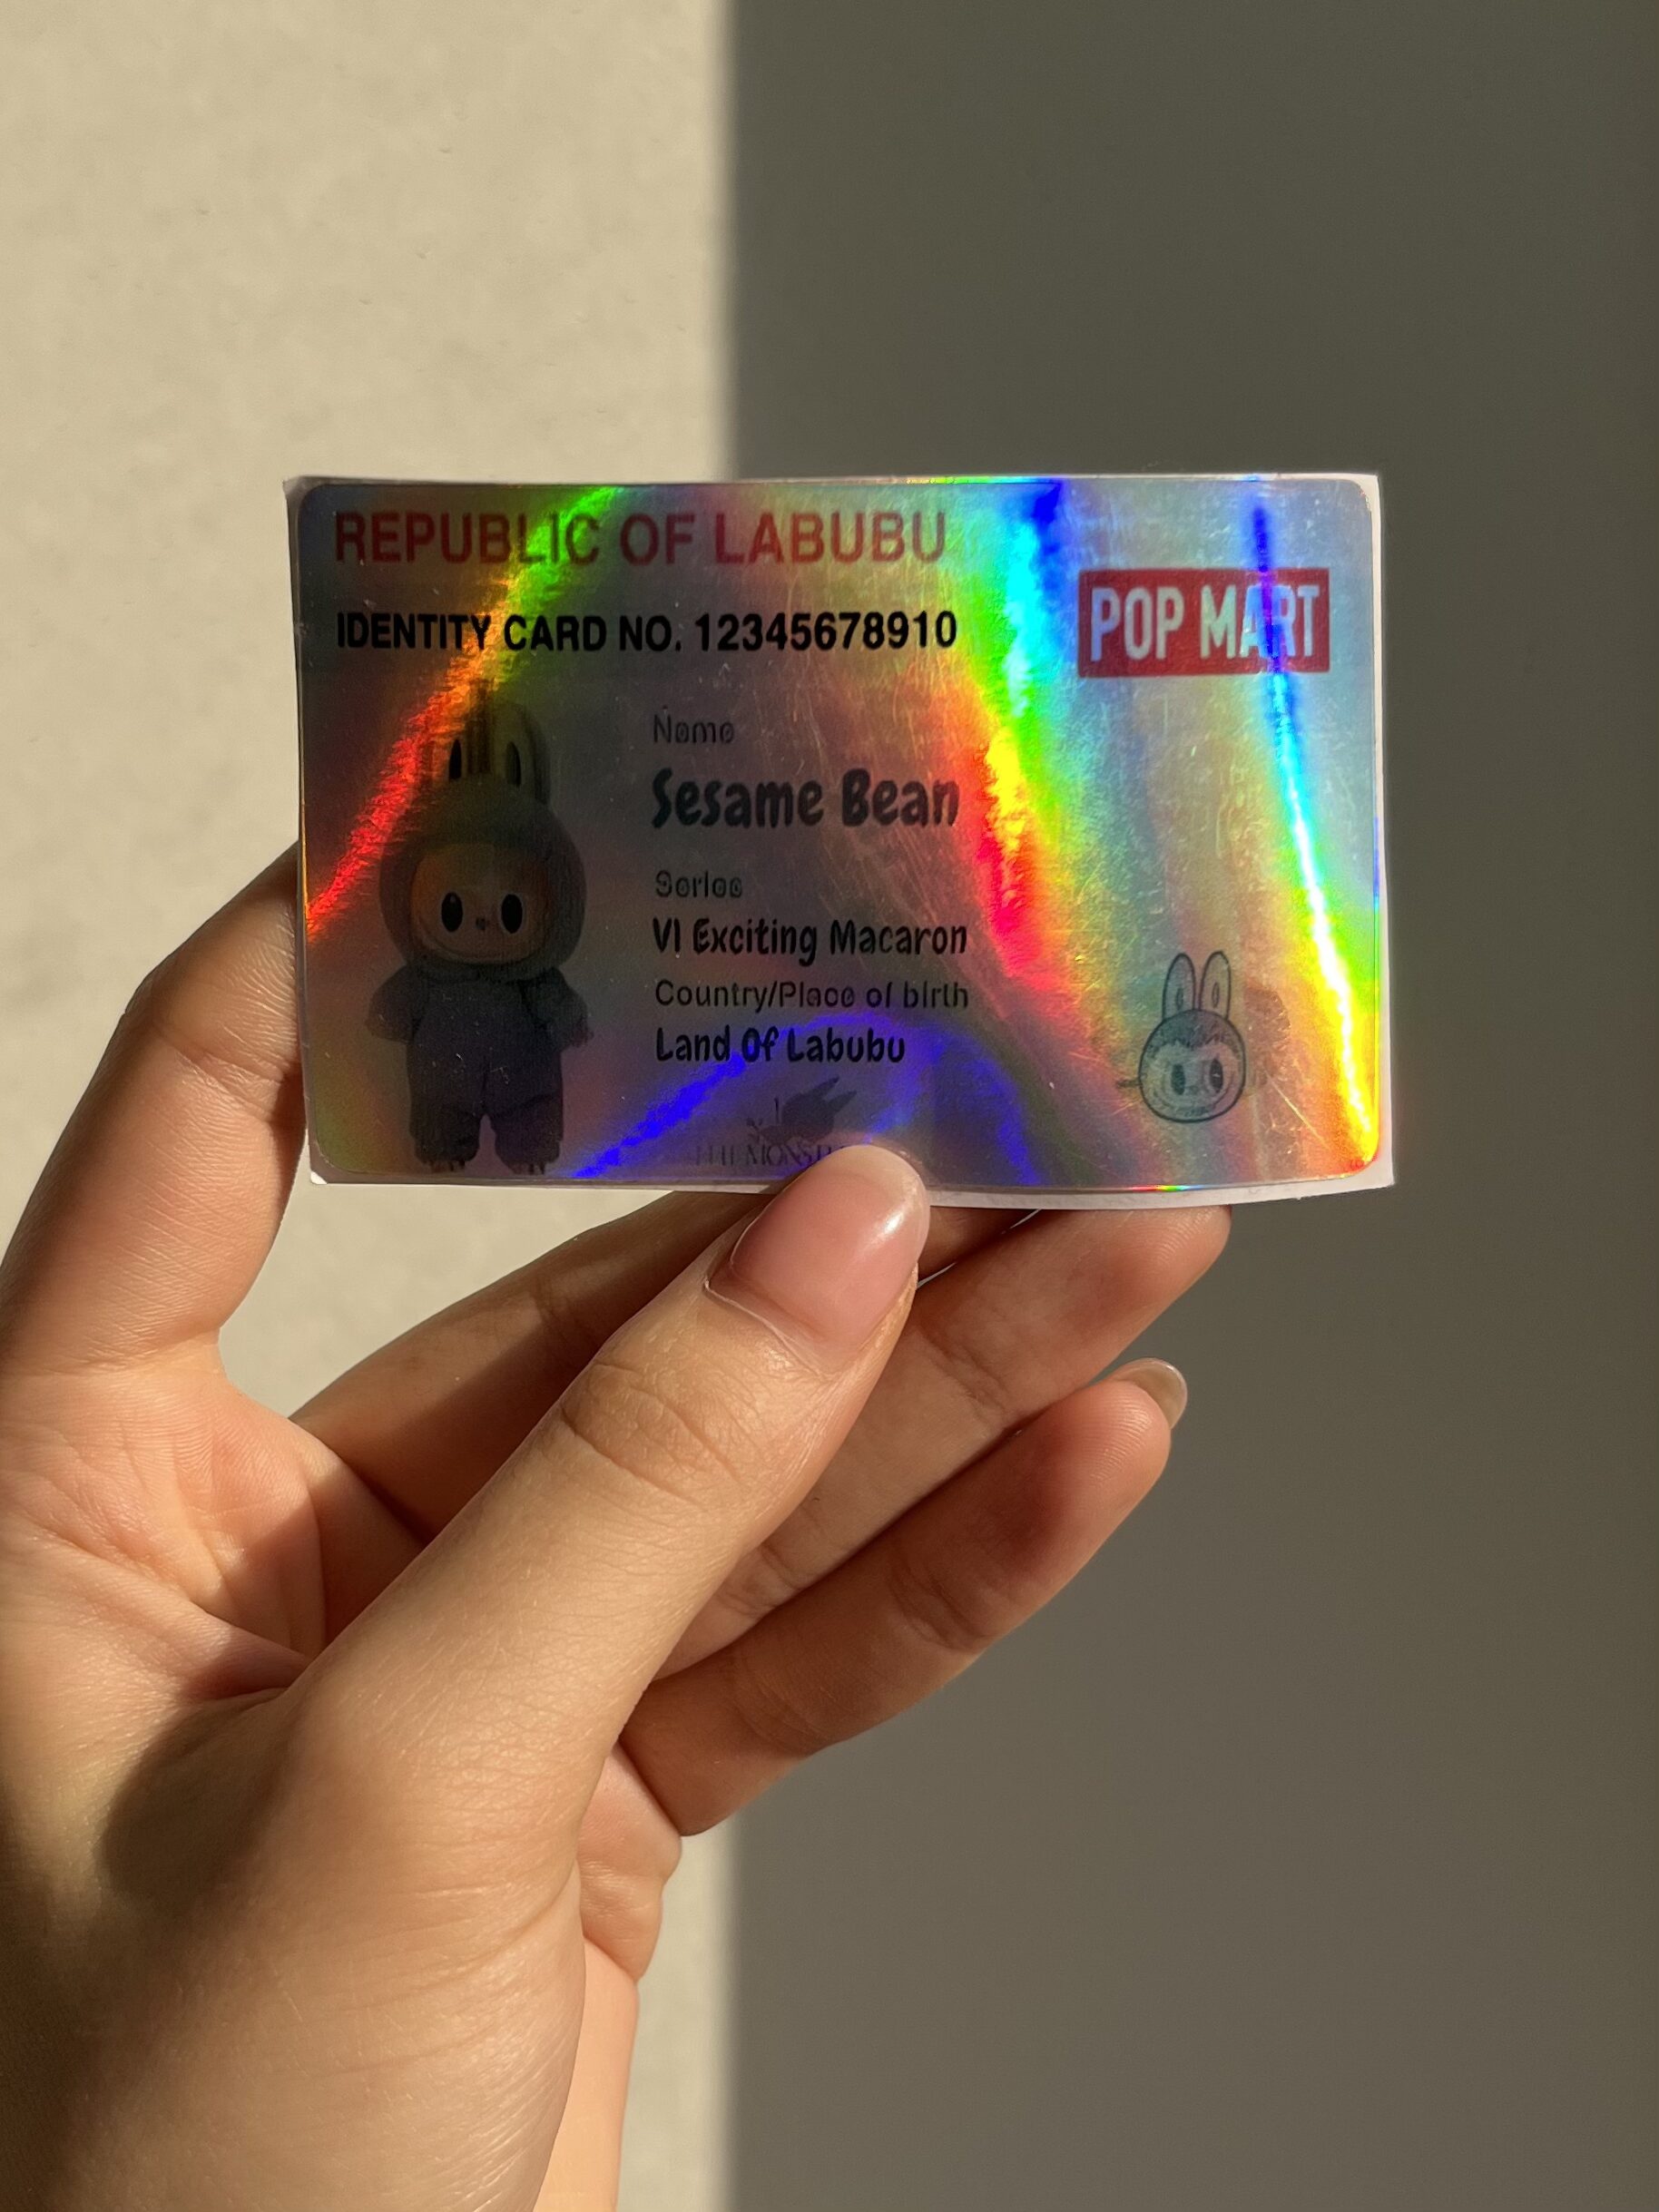 REPUBLIC OF LABUBU
IDENTITY CARD NO. 12345678910
POP MART
Name
Sesame Bean
Series
VI Exciting Macaron
Country/Place of birth
Land Of Labubu
THE